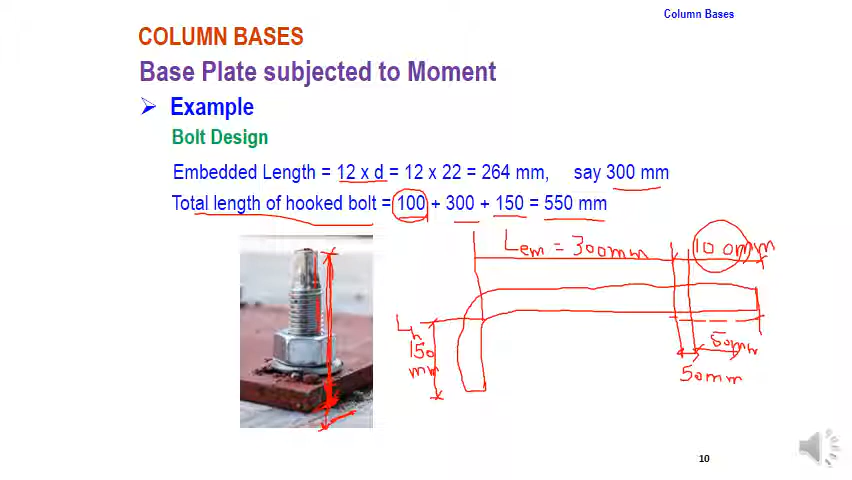 Column Bases
COLUMN BASES
Base Plate subjected to Moment
➢ Example
Bolt Design
Embedded Length = 12 x d = 12 x 22 = 264 mm, say 300 mm
Total length of hooked bolt = 100 + 300 + 150 = 550 mm
Lem = 300mm
100mm
Lh
150
mm
50mm
50mm
10